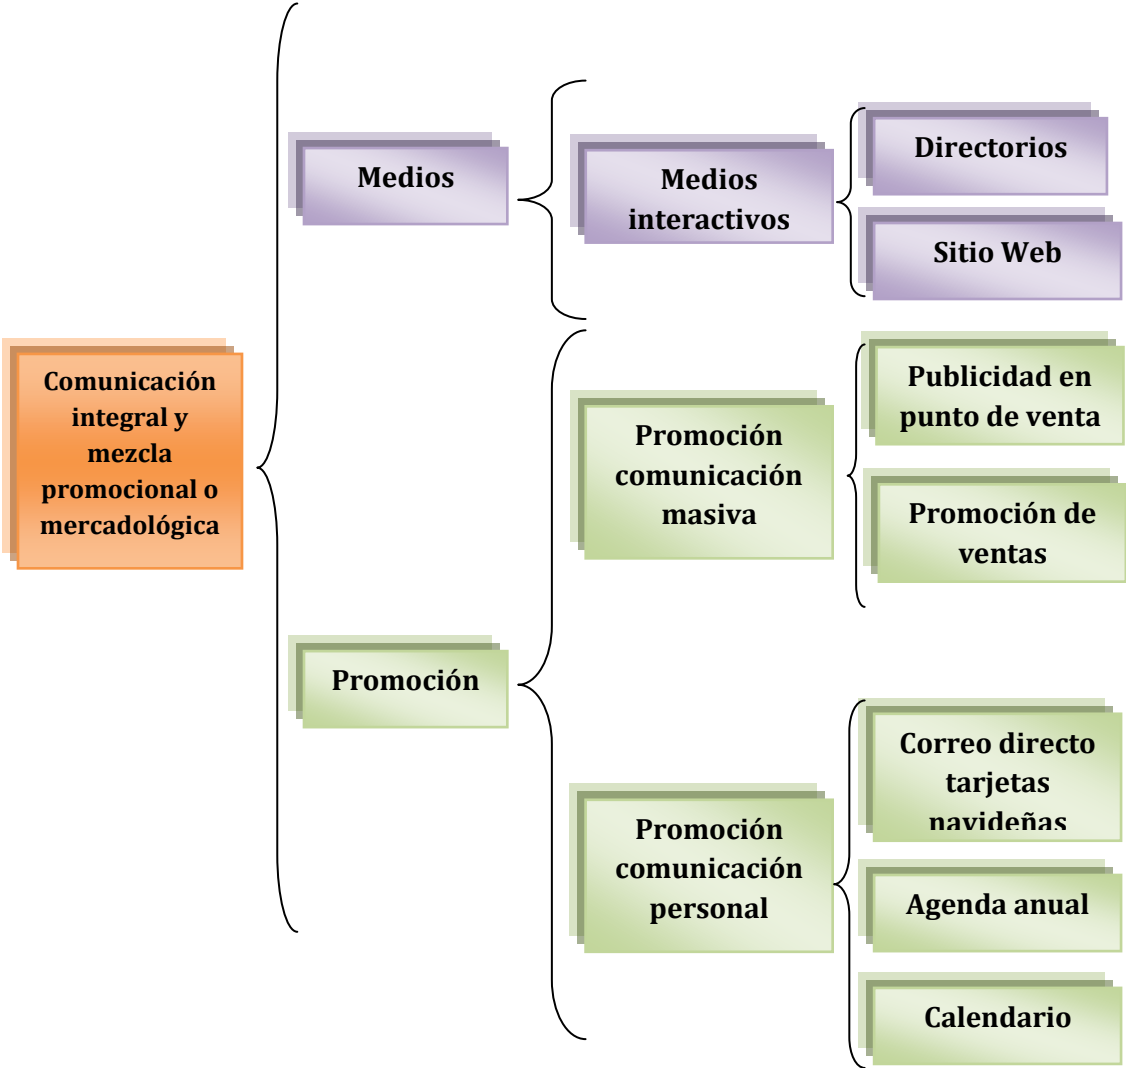 Comunicación
integral y
mezcla
promocional o
mercadológica
Medios
Medios
interactivos
Directorios
Sitio Web
Promoción
Promoción
comunicación
masiva
Publicidad en
punto de venta
Promoción de
ventas
Promoción
comunicación
personal
Correo directo
tarjetas
navideñas
Agenda anual
Calendario